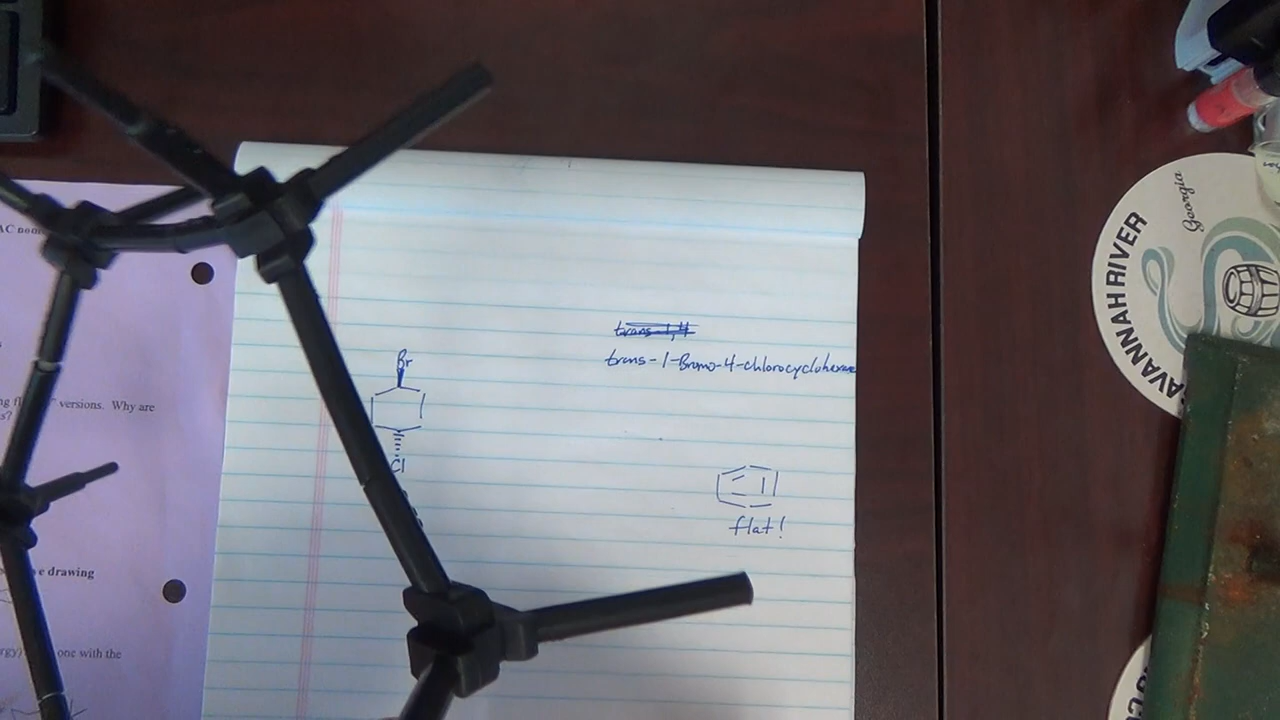 versions. Why are
e drawing
one with the
Br
Cl
trans-1,4
trans-1-Bromo-4-chlorocyclohexane
flat!
Georgia
SAVANNAH RIVER